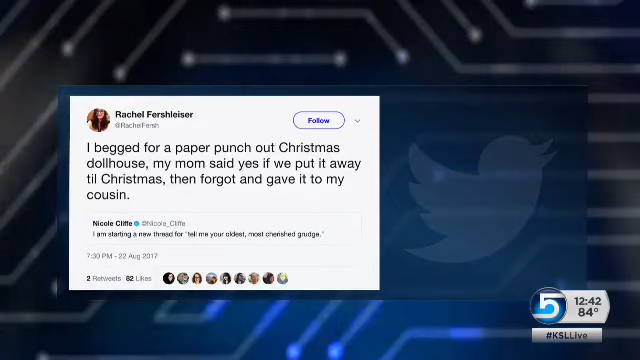 Rachel Fershleiser
@RachelFersh
Follow
I begged for a paper punch out Christmas
dollhouse, my mom said yes if we put it away
til Christmas, then forgot and gave it to my
cousin.
Nicole Cliffe @Nicole_Cliffe
I am starting a new thread for "tell me your oldest, most cherished grudge."
7:30 PM - 22 Aug 2017
2 Retweets 82 Likes
5
12:42
84°
#KSLLive